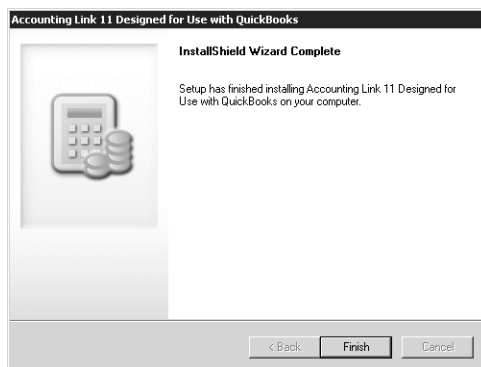 Accounting Link 11 Designed for Use with QuickBooks
InstallShield Wizard Complete
Setup has finished installing Accounting Link 11 Designed for
Use with QuickBooks on your computer.
< Back
Finish
Cancel